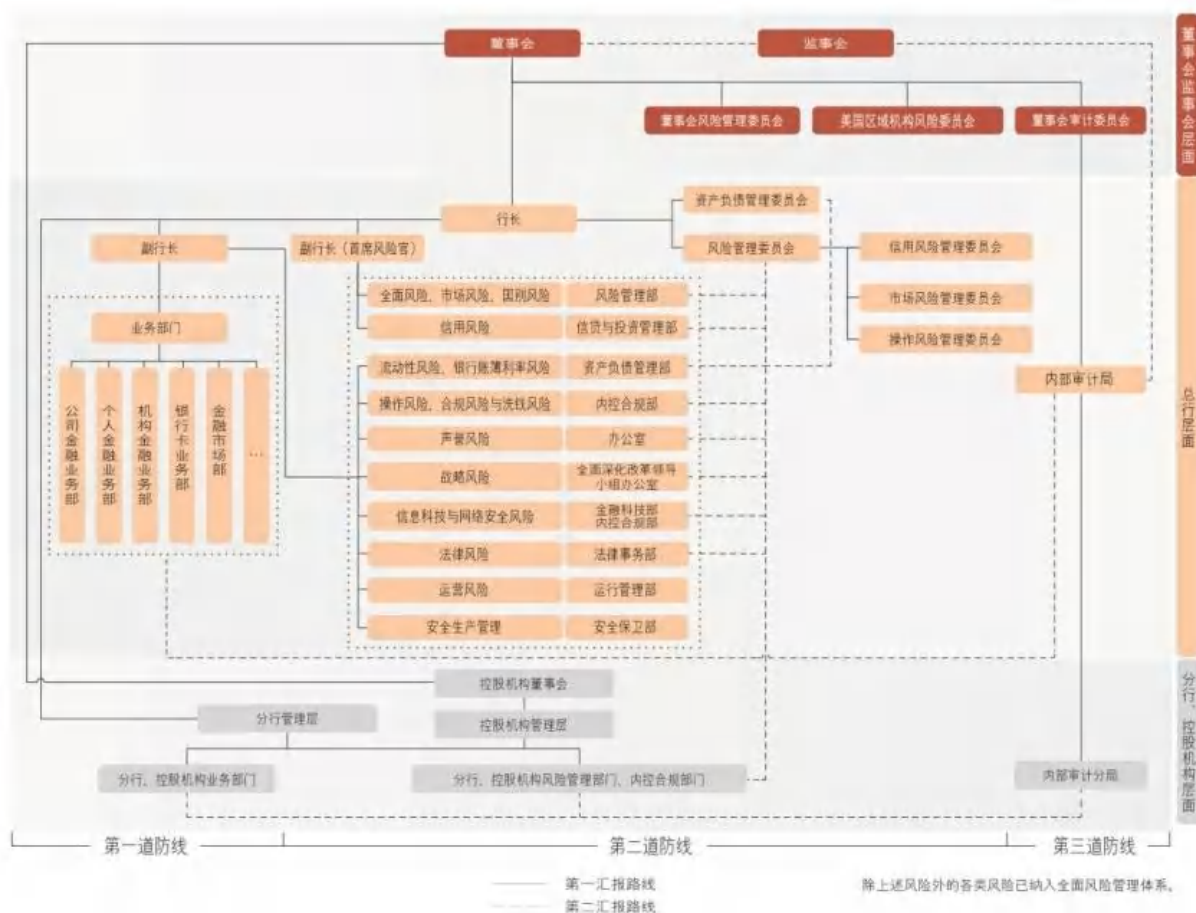 董事会
监事会
董事会监事会层面
董事会风险管理委员会
美国区域机构风险委员会
董事会审计委员会
行长
资产负债管理委员会
副行长
副行长（首席风险官）
风险管理委员会
信用风险管理委员会
市场风险管理委员会
操作风险管理委员会
全面风险、市场风险、国别风险
风险管理部
业务部门
信用风险
信贷与投资管理部
流动性风险、银行账簿利率风险
资产负债管理部
内部审计局
总行层面
公司金融业务部
个人金融业务部
机构金融业务部
银行卡业务部
金融市场部
…
操作风险、合规风险与洗钱风险
内控合规部
声誉风险
办公室
战略风险
全面深化改革领导
小组办公室
信息科技与网络安全风险
金融科技部
内控合规部
法律风险
法律事务部
运营风险
运行管理部
安全生产管理
安全保卫部
控股机构董事会
分行管理层
控股机构管理层
分行、控股机构层面
分行、控股机构业务部门
分行、控股机构风险管理部门、内控合规部门
内部审计分局
第一道防线
第二道防线
第三道防线
第一汇报路线
除上述风险外的各类风险已纳入全面风险管理体系。
第二汇报路线